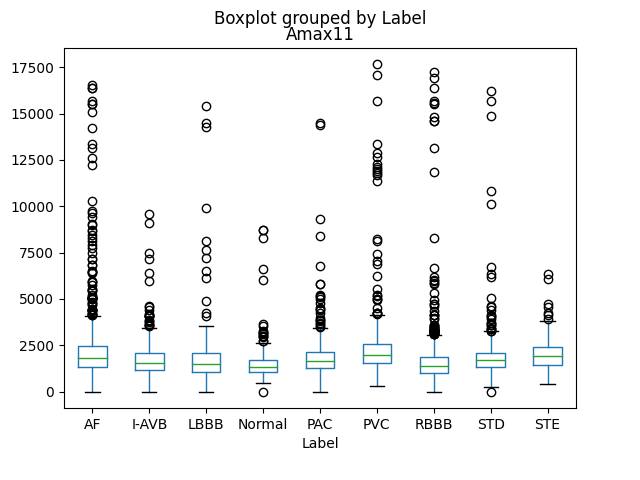 Boxplot grouped by Label
Amax11
17500
15000
12500
10000
7500
5000
2500
0
AF I-AVB LBBB Normal PAC PVC RBBB STD STE
Label